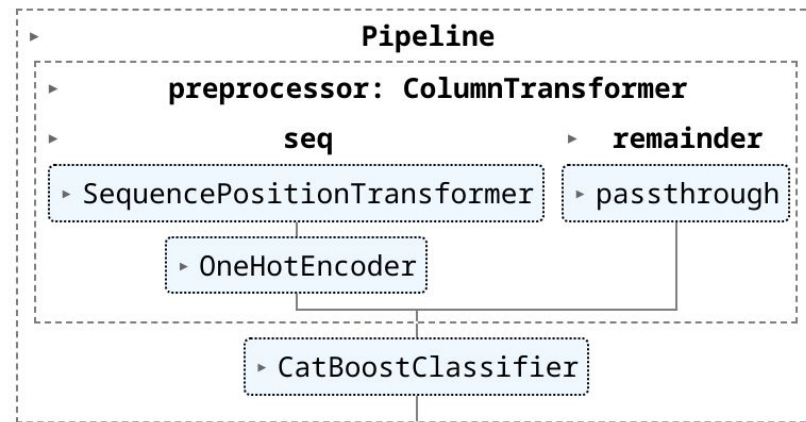 Pipeline
preprocessor: ColumnTransformer
seq remainder
SequencePositionTransformer passthrough
OneHotEncoder
CatBoostClassifier